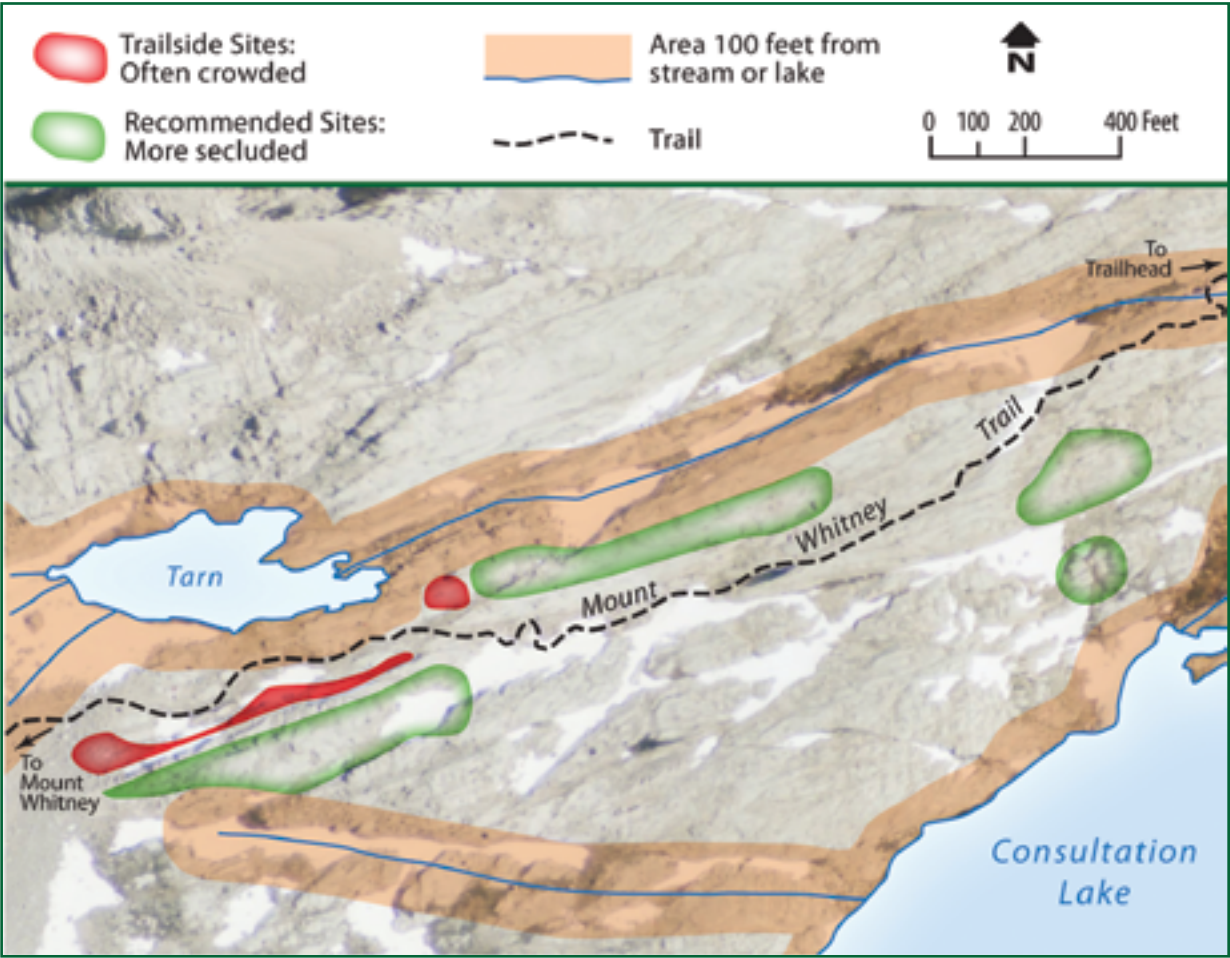 Trailside Sites:
Often crowded
Recommended Sites:
More secluded
Area 100 feet from
stream or lake
Trail
N
0 100 200 400 Feet
To
Trailhead
Trail
Whitney
Mount
Tarn
To
Mount
Whitney
Consultation
Lake